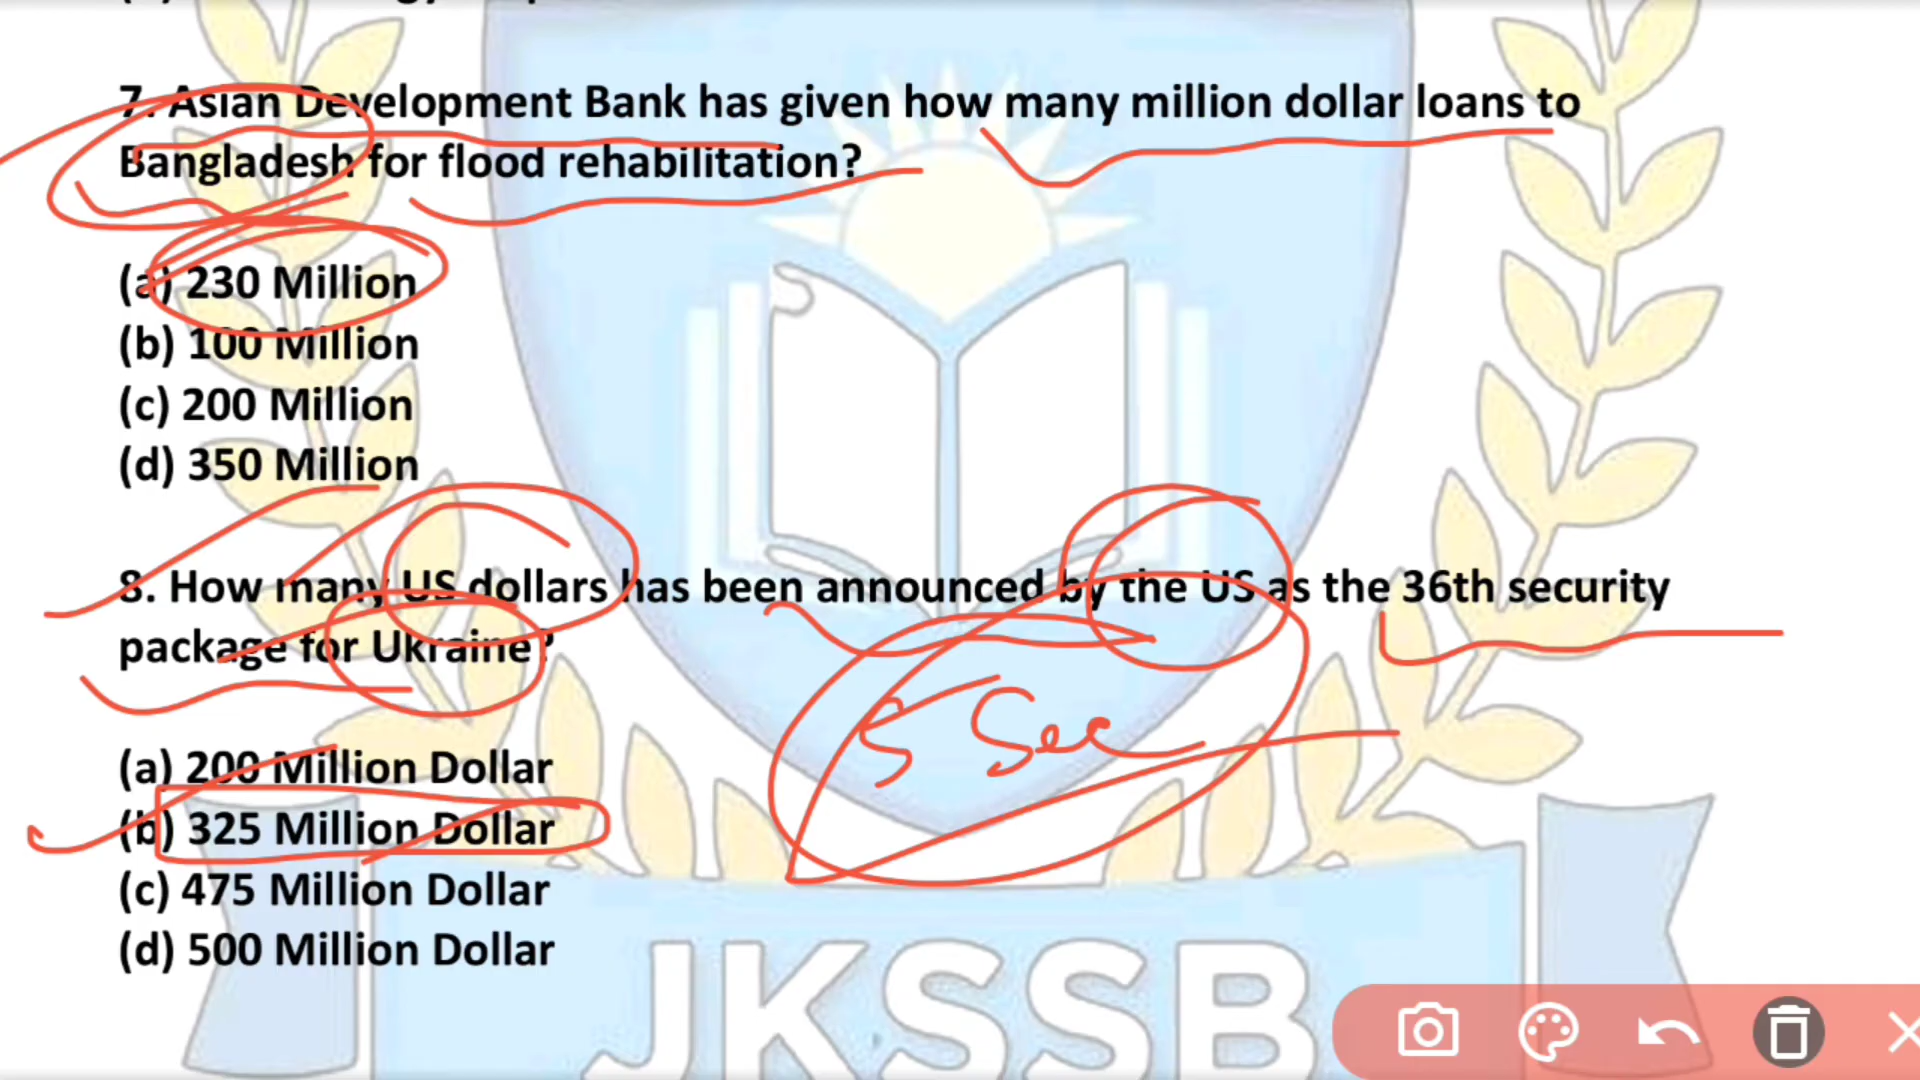 7. Asian Development Bank has given how many million dollar loans to
Bangladesh for flood rehabilitation?
(a) 230 Million
(b) 100 Million
(c) 200 Million
(d) 350 Million
8. How many US dollars has been announced by the US as the 36th security
package for Ukraine?
5 Sec
(a) 200 Million Dollar
(b) 325 Million Dollar
(c) 475 Million Dollar
(d) 500 Million Dollar
JKSSB